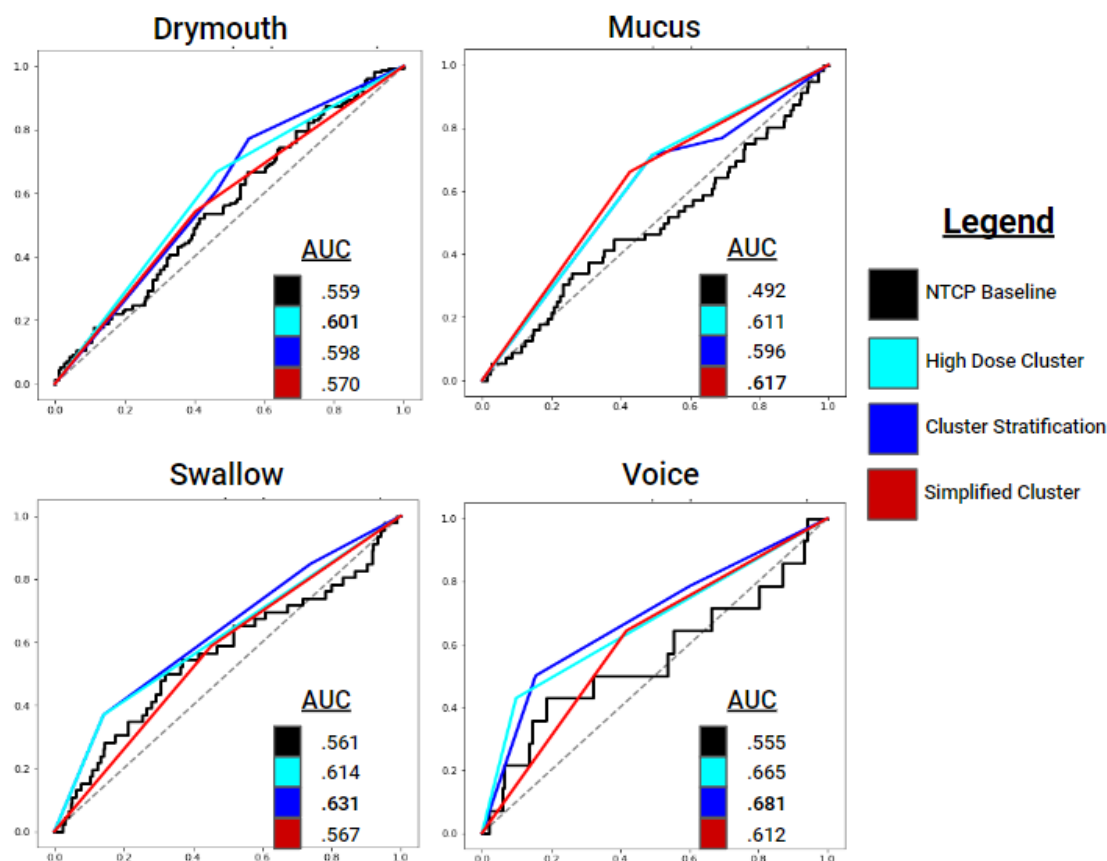 Drymouth
1.0
0.8
0.6
0.4
0.2
0.0
0.0 0.2 0.4 0.6 0.8 1.0
AUC
.559
.601
.598
.570
Mucus
1.0
0.8
0.6
0.4
0.2
0.0
0.0 0.2 0.4 0.6 0.8 1.0
AUC
.492
.611
.596
.617
Swallow
1.0
0.8
0.6
0.4
0.2
0.0
0.0 0.2 0.4 0.6 0.8 1.0
AUC
.561
.614
.631
.567
Voice
1.0
0.8
0.6
0.4
0.2
0.0
0.0 0.2 0.4 0.6 0.8 1.0
AUC
.555
.665
.681
.612
Legend
NTCP Baseline
High Dose Cluster
Cluster Stratification
Simplified Cluster